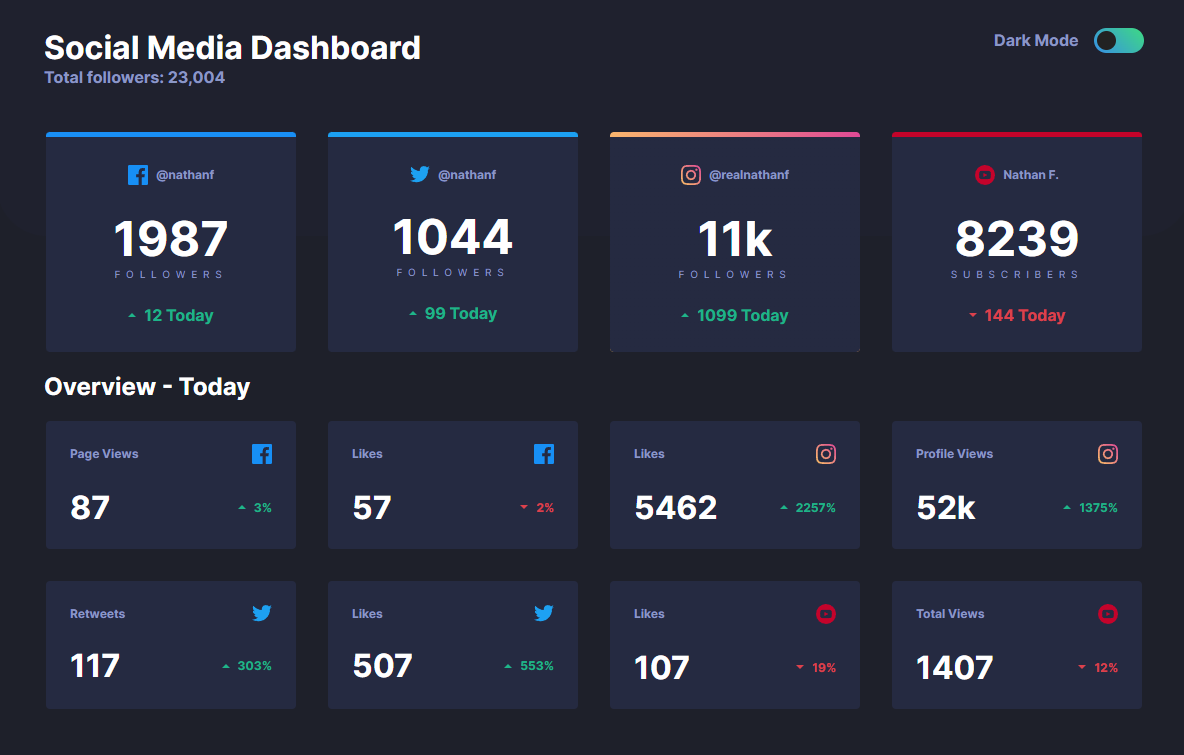 Social Media Dashboard
Total followers: 23,004
Dark Mode
@nathanf
1987
FOLLOWERS
12 Today
@nathanf
1044
FOLLOWERS
99 Today
@realnathanf
11k
FOLLOWERS
1099 Today
Nathan F.
8239
SUBSCRIBERS
144 Today
Overview - Today
Page Views
87
3%
Likes
57
2%
Likes
5462
2257%
Profile Views
52k
1375%
Retweets
117
303%
Likes
507
553%
Likes
107
19%
Total Views
1407
12%